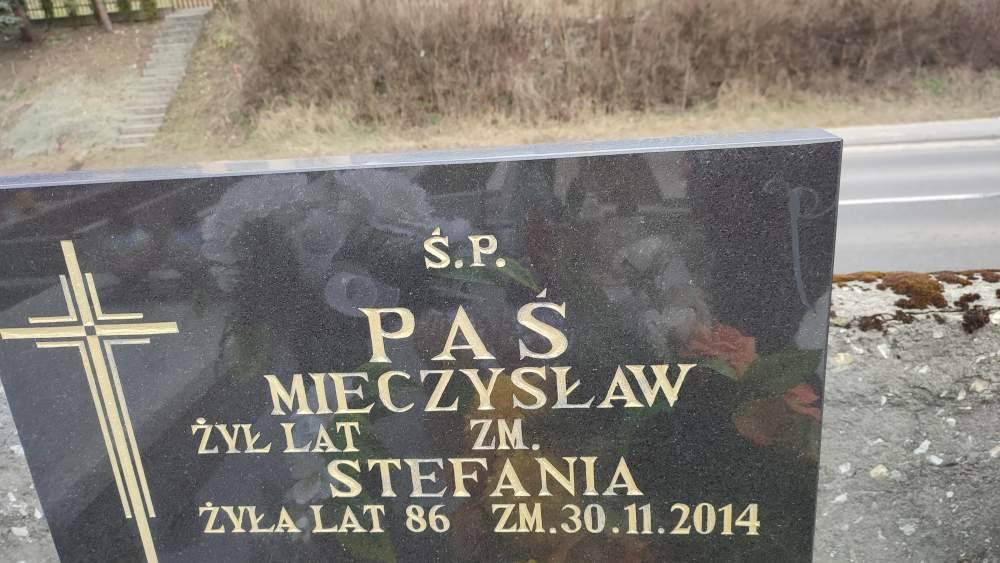 Ś.P.
PAŚ
MIECZYSŁAW
ŻYŁ LAT ZM.
STEFANIA
ŻYŁA LAT 86 ZM.30.11.2014